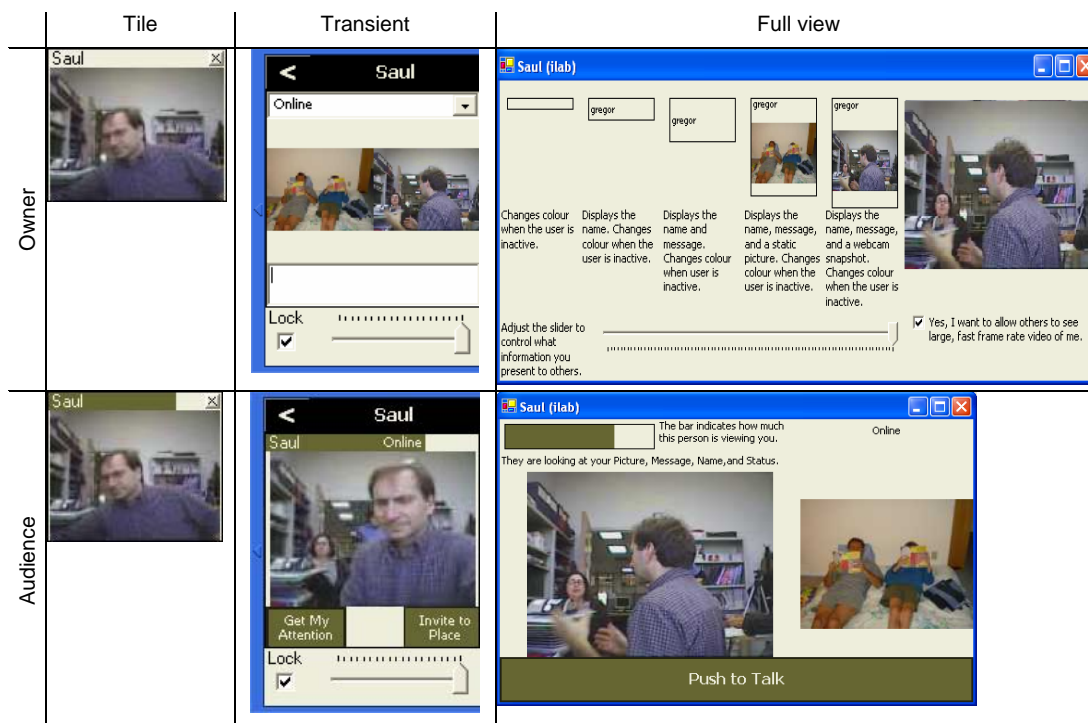 Tile
Transient
Full view
Owner
Saul
<
Saul
Online
Lock
Saul (ilab)
gregor
gregor
gregor
gregor
Changes colour
when the user is
inactive.
Displays the
name. Changes
colour when the
user is inactive.
Displays the
name and
message.
Changes colour
when user is
inactive.
Displays the
name, message,
and a static
picture. Changes
colour when the
user is inactive.
Displays the
name, message,
and a webcam
snapshot.
Changes colour
when the user is
inactive.
Adjust the slider to
control what
information you
present to others.
Yes, I want to allow others to see
large, fast frame rate video of me.
Audience
Saul
<
Saul
Saul
Online
Get My
Attention
Invite to
Place
Lock
Saul (ilab)
The bar indicates how much
this person is viewing you.
Online
They are looking at your Picture, Message, Name,and Status.
Push to Talk